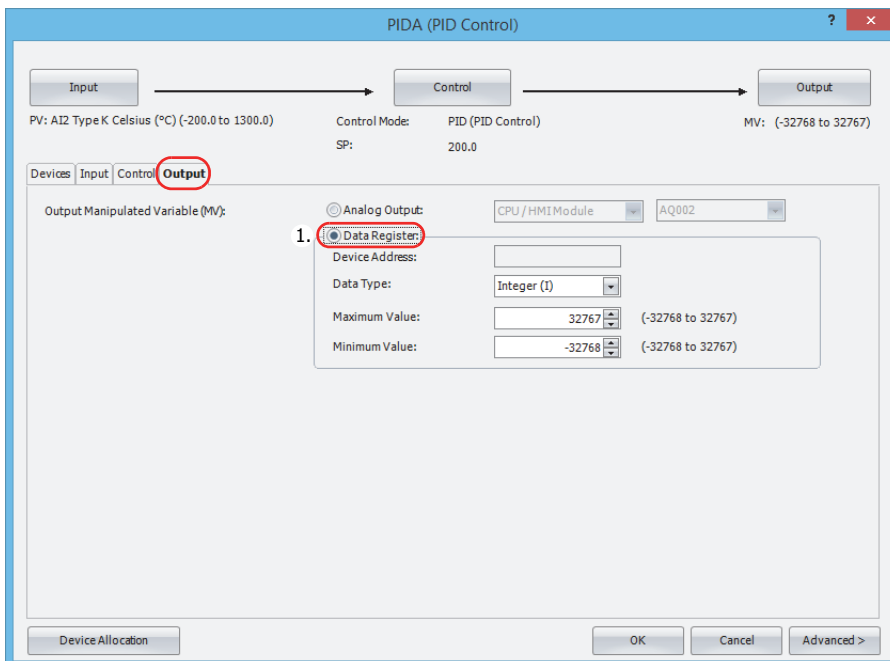 PIDA (PID Control)
? ×
Input Control Output
PV: AI2 Type K Celsius (°C) (-200.0 to 1300.0) Control Mode: PID (PID Control) MV: (-32768 to 32767)
SP: 200.0
Devices Input Control Output
Output Manipulated Variable (MV): Analog Output: CPU / HMI Module AQ002
1. Data Register:
Device Address:
Data Type: Integer (I)
Maximum Value: 32767 (-32768 to 32767)
Minimum Value: -32768 (-32768 to 32767)
Device Allocation OK Cancel Advanced >